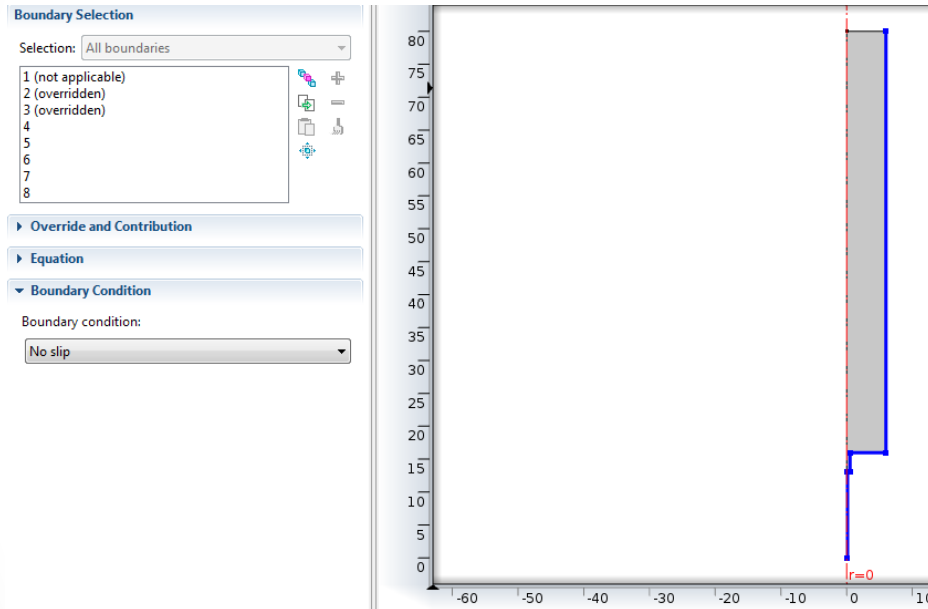 Boundary Selection
Selection: All boundaries
1 (not applicable)
2 (overridden)
3 (overridden)
4
5
6
7
8
Override and Contribution
Equation
Boundary Condition
Boundary condition:
No slip
80
75
70
65
60
55
50
45
40
35
30
25
20
15
10
5
0
r=0
-60 -50 -40 -30 -20 -10 0 10